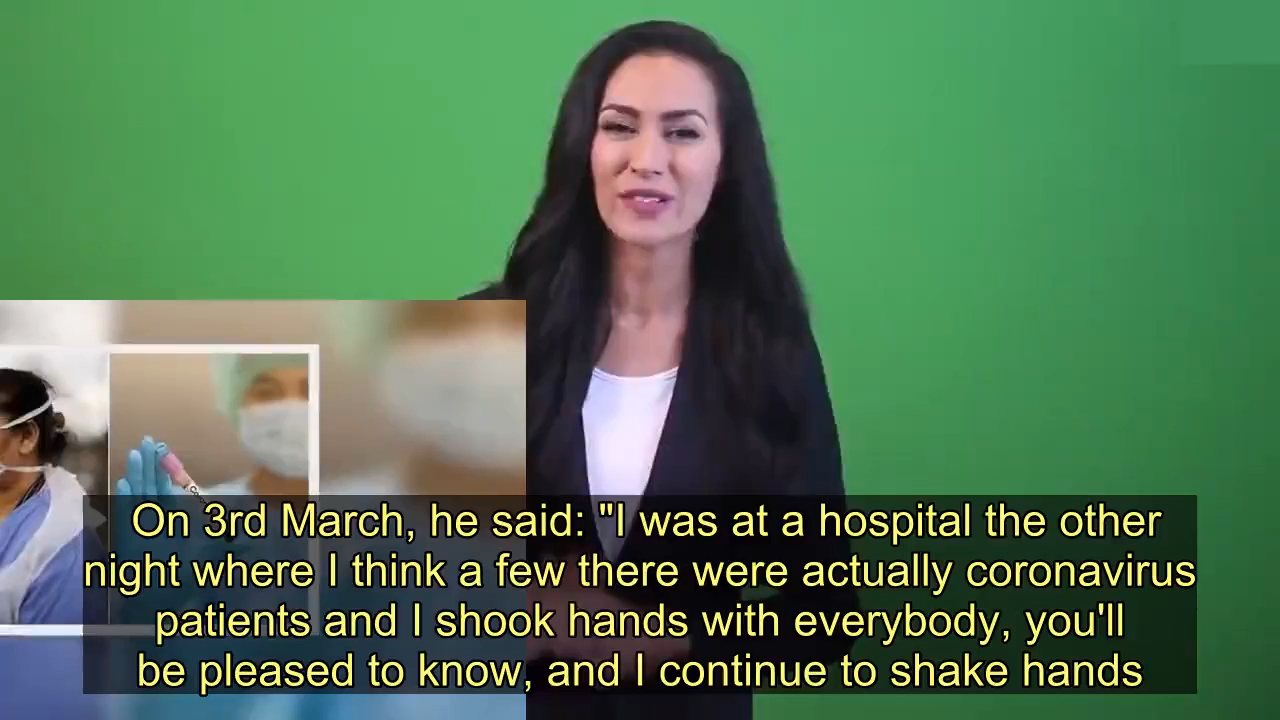 On 3rd March, he said: "I was at a hospital the other
night where I think a few there were actually coronavirus
patients and I shook hands with everybody, you'll
be pleased to know, and I continue to shake hands